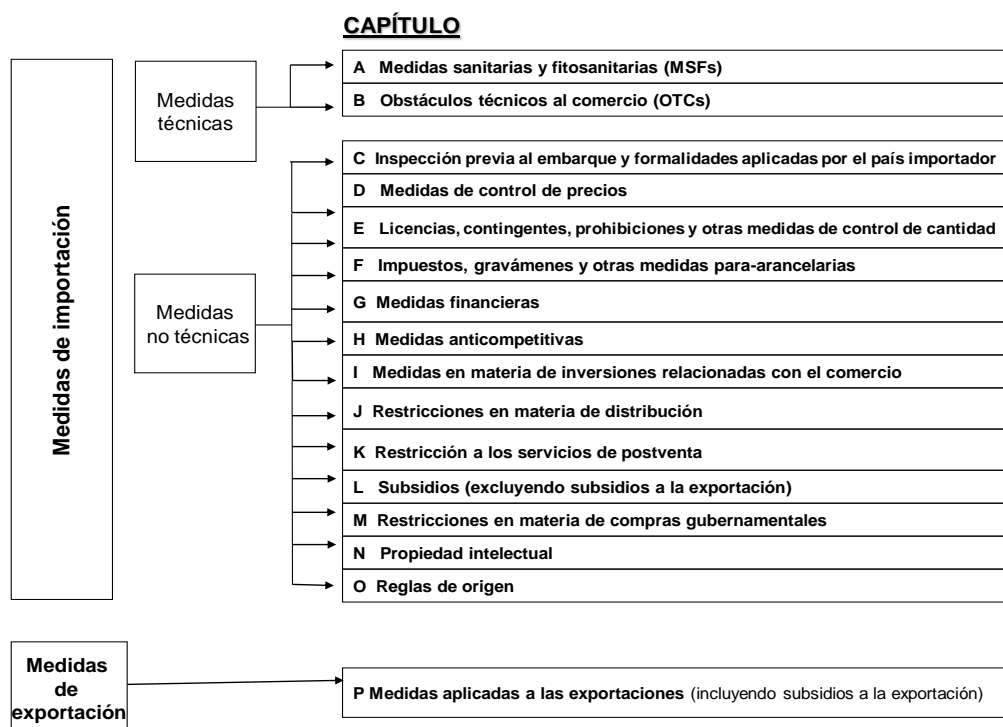 CAPÍTULO
Medidas de importación
Medidas
técnicas
A Medidas sanitarias y fitosanitarias (MSFs)
B Obstáculos técnicos al comercio (OTCs)
Medidas
no técnicas
C Inspección previa al embarque y formalidades aplicadas por el país importador
D Medidas de control de precios
E Licencias, contingentes, prohibiciones y otras medidas de control de cantidad
F Impuestos, gravámenes y otras medidas para-arancelarias
G Medidas financieras
H Medidas anticompetitivas
I Medidas en materia de inversiones relacionadas con el comercio
J Restricciones en materia de distribución
K Restricción a los servicios de postventa
L Subsidios (excluyendo subsidios a la exportación)
M Restricciones en materia de compras gubernamentales
N Propiedad intelectual
O Reglas de origen
Medidas
de
exportación
P Medidas aplicadas a las exportaciones (incluyendo subsidios a la exportación)